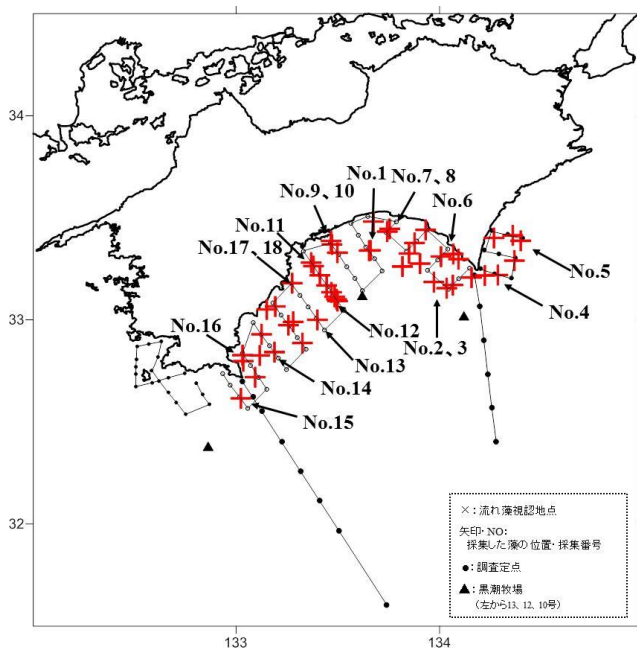 34
33
32
133
134
No.1
No.7、8
No.9、10
No.6
No.11
No.17、18
No.5
No.4
No.12
No.2、3
No.16
No.13
No.14
No.15
×：流れ藻視認地点
矢印・NO：
採集した藻の位置・採集番号
●：調査定点
▲：黒潮牧場
（左から13、12、10号）